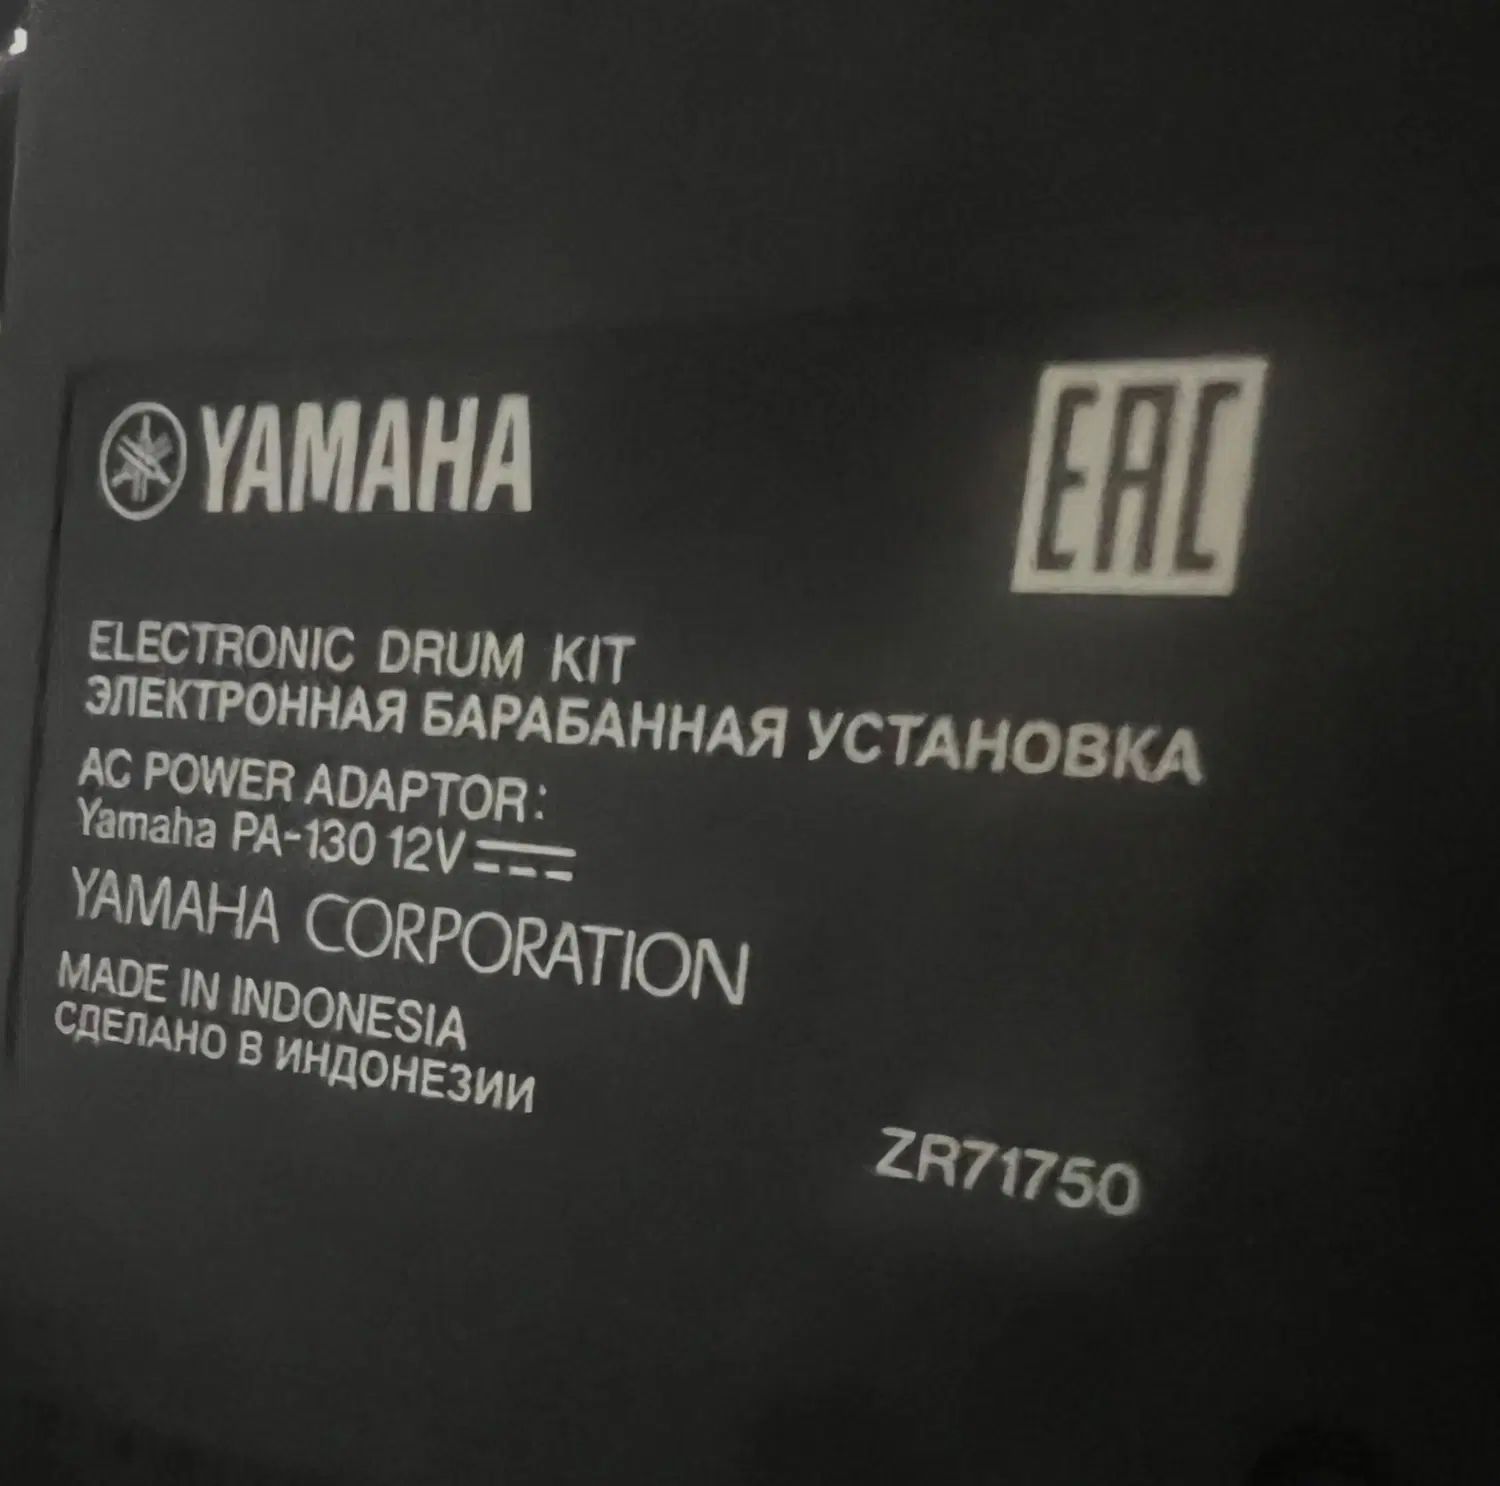 YAMAHA
EAC
ELECTRONIC DRUM KIT
ЭЛЕКТРОННАЯ БАРАБАННАЯ УСТАНОВКА
AC POWER ADAPTOR:
Yamaha PA-130 12V
YAMAHA CORPORATION
MADE IN INDONESIA
СДЕЛАНО В ИНДОНЕЗИИ
ZR71750